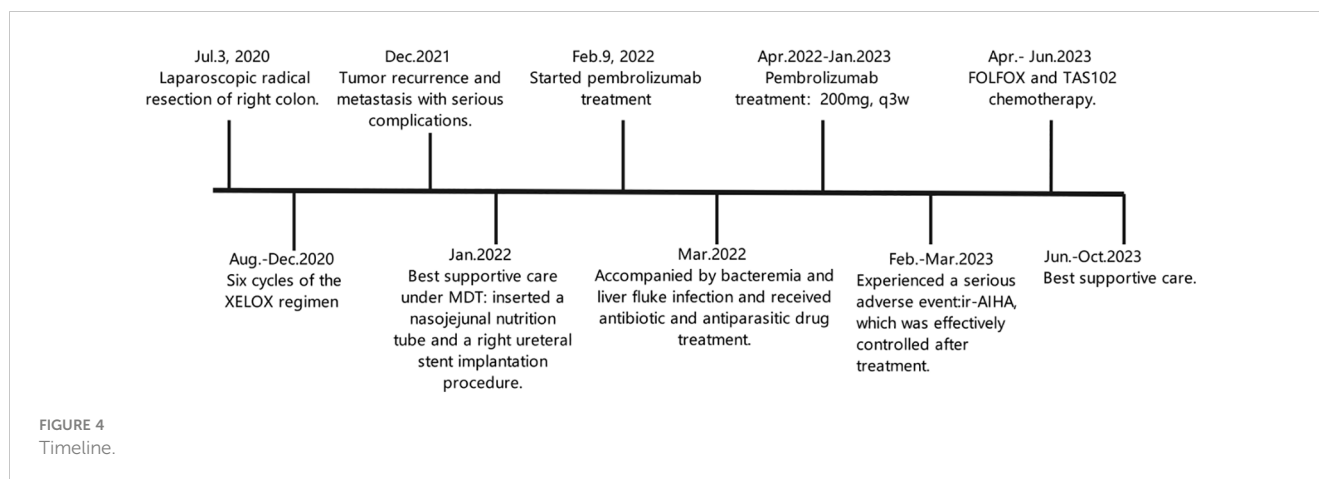 Jul.3, 2020
Laparoscopic radical
resection of right colon.
Dec.2021
Tumor recurrence and
metastasis with serious
complications.
Feb.9, 2022
Started pembrolizumab
treatment
Apr.2022-Jan.2023
Pembrolizumab
treatment: 200mg, q3w
Apr.- Jun.2023
FOLFOX and TAS102
chemotherapy.
Aug.-Dec.2020
Six cycles of the
XELOX regimen
Jan.2022
Best supportive care
under MDT: inserted a
nasojejunal nutrition
tube and a right ureteral
stent implantation
procedure.
Mar.2022
Accompanied by bacteremia and
liver fluke infection and received
antibiotic and antiparasitic drug
treatment.
Feb.-Mar.2023
Experienced a serious
adverse event:ir-AIHA,
which was effectively
controlled after
treatment.
Jun.-Oct.2023
Best supportive care.
FIGURE 4
Timeline.